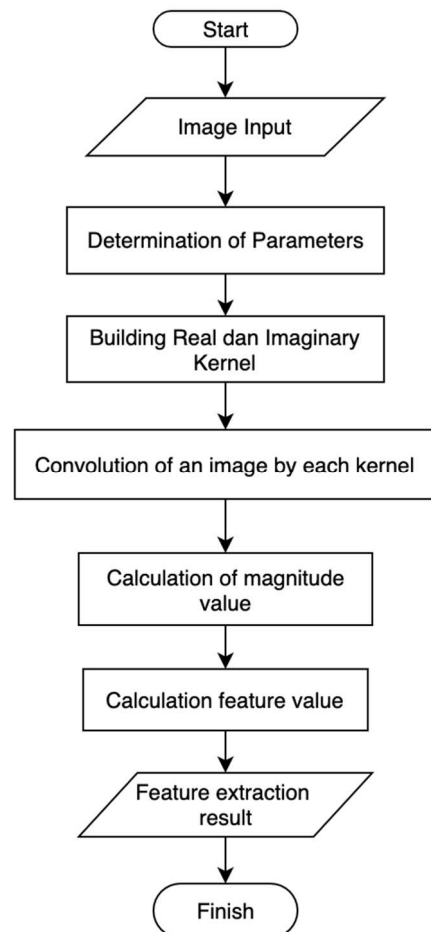 Start
Image Input
Determination of Parameters
Building Real dan Imaginary
Kernel
Convolution of an image by each kernel
Calculation of magnitude
value
Calculation feature value
Feature extraction
result
Finish